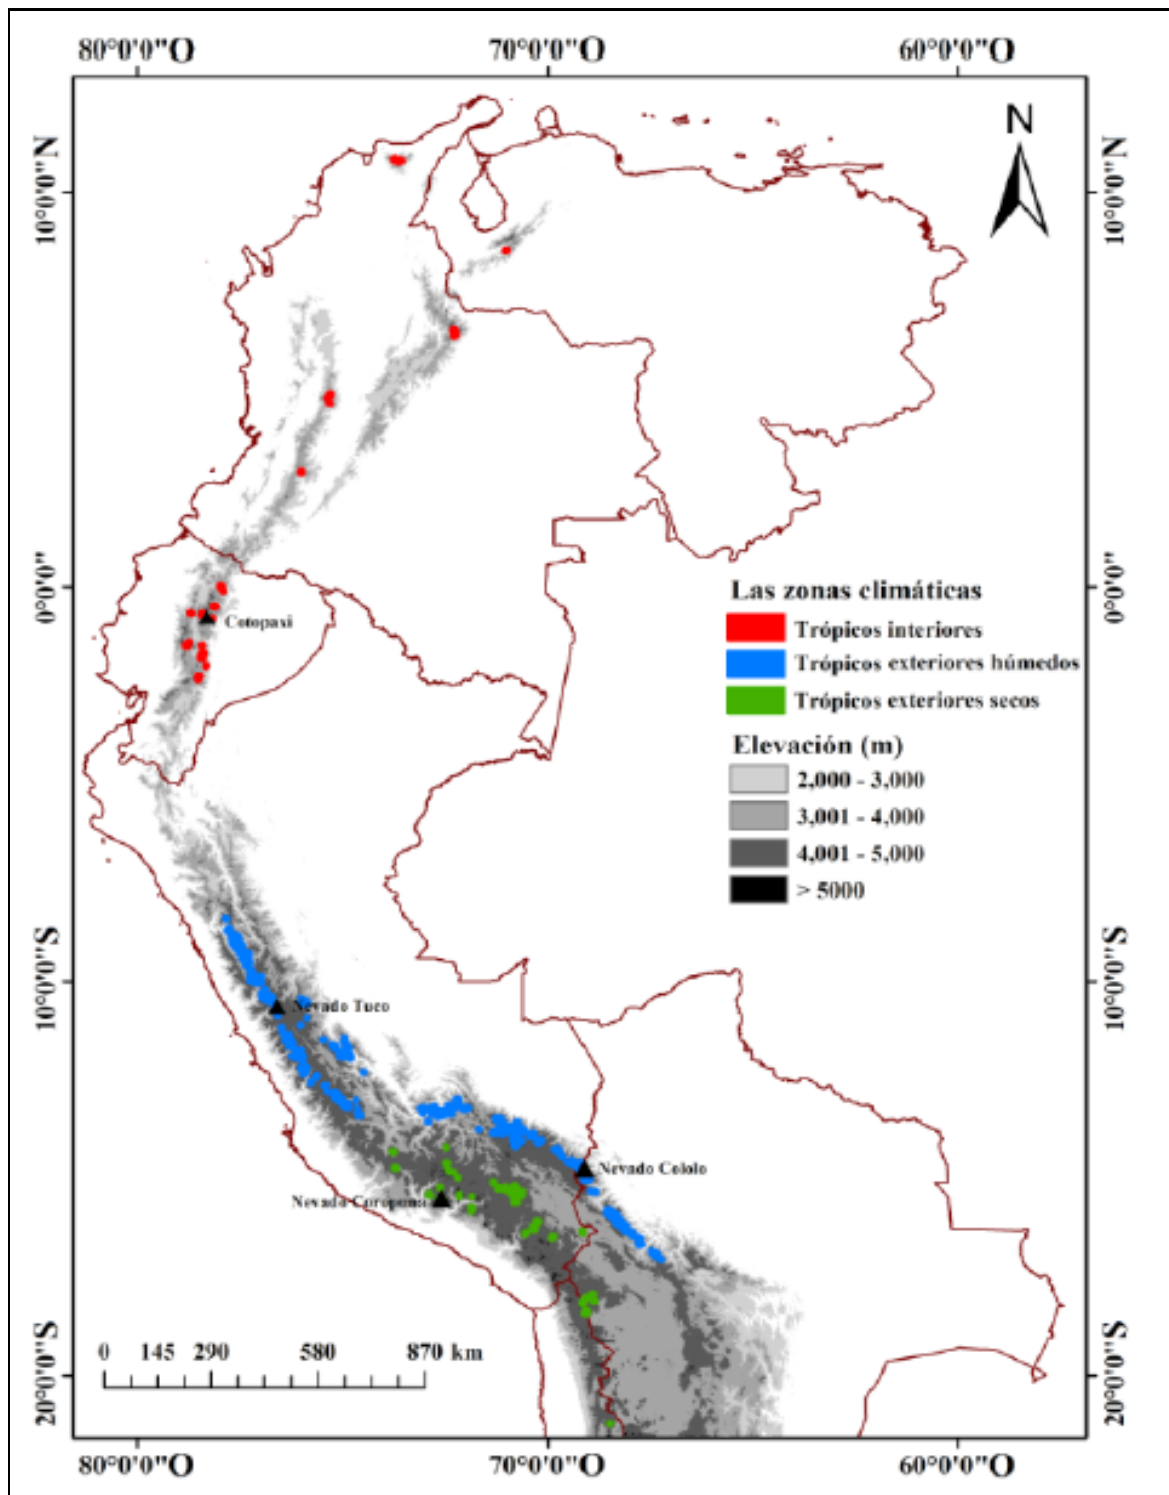 80°0'0"O 70°0'0"O 60°0'0"O
N
10°0'0"N 10°0'0"N
0°0'0" 0°0'0"
Las zonas climáticas
Trópicos interiores
Cotopaxi
Trópicos exteriores húmedos
Trópicos exteriores secos
Elevación (m)
2,000 - 3,000
3,001 - 4,000
4,001 - 5,000
> 5000
10°0'0"S 10°0'0"S
Nevado Tuco
Nevado Cololo
Nevado Coropuna
0 145 290 580 870 km
20°0'0"S 20°0'0"S
80°0'0"O 70°0'0"O 60°0'0"O